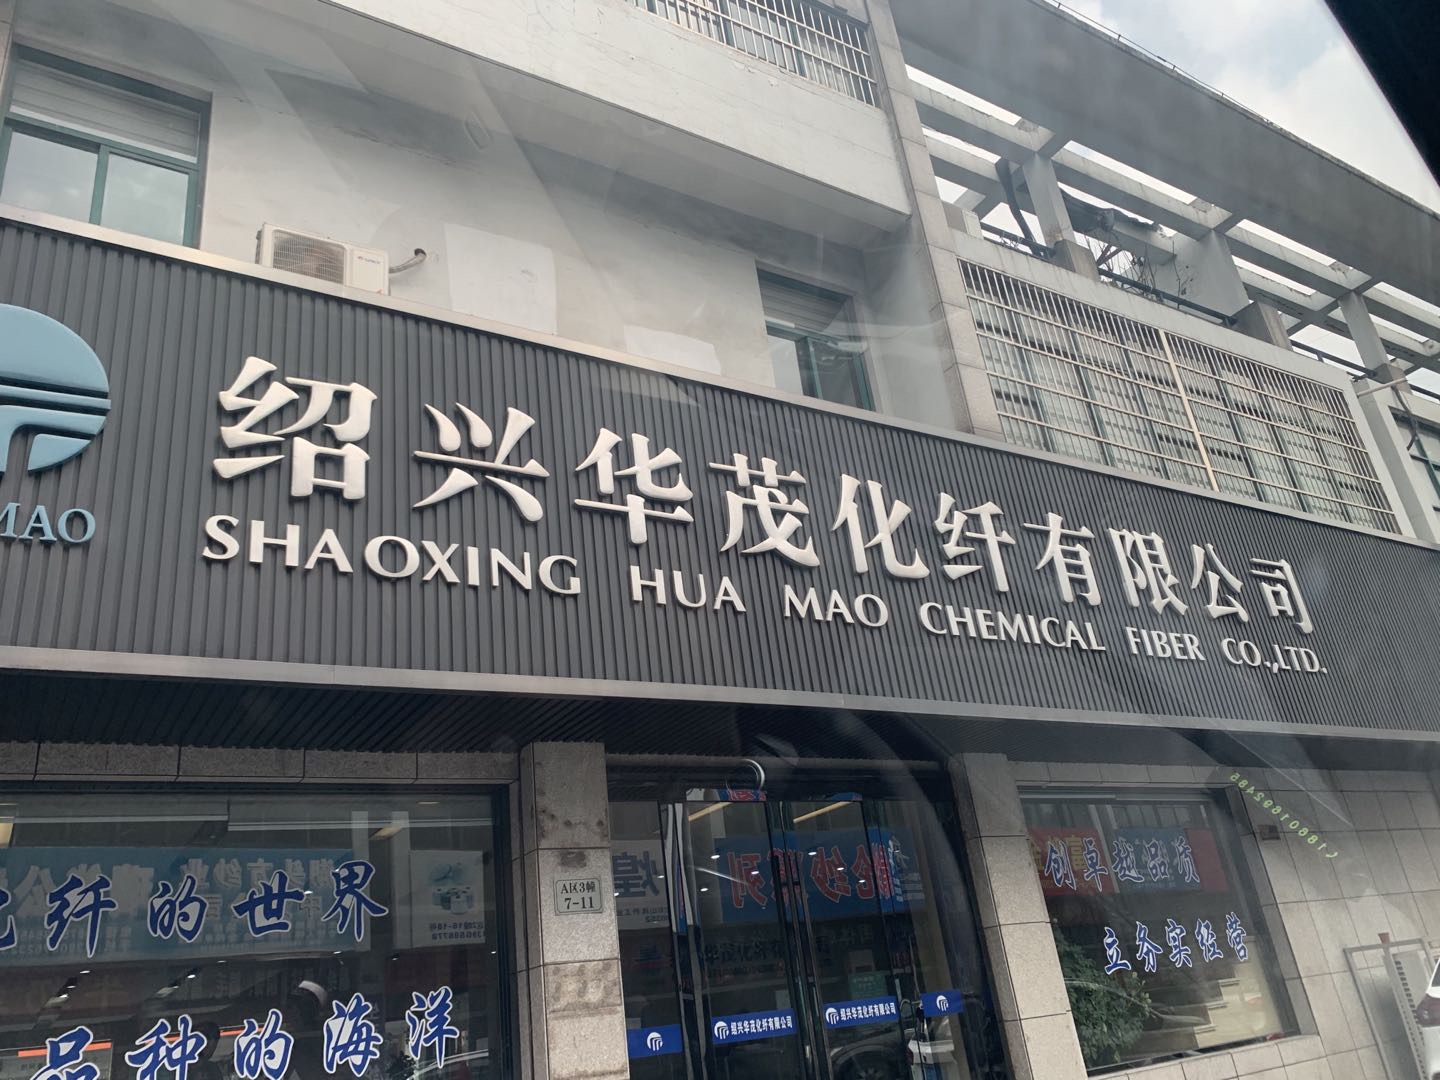 绍兴华茂化纤有限公司
SHAOXING HUA MAO CHEMICAL FIBER CO.,LTD.
MAO
化纤的世界
品种的海洋
A区3幢
7-11
创卓越品质
立务实经营
系列
绍兴华茂化纤有限公司
绍兴华茂化纤有限公司